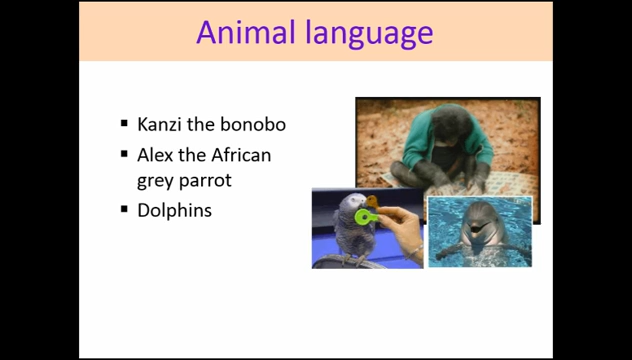 Animal language
▪ Kanzi the bonobo
▪ Alex the African
grey parrot
▪ Dolphins